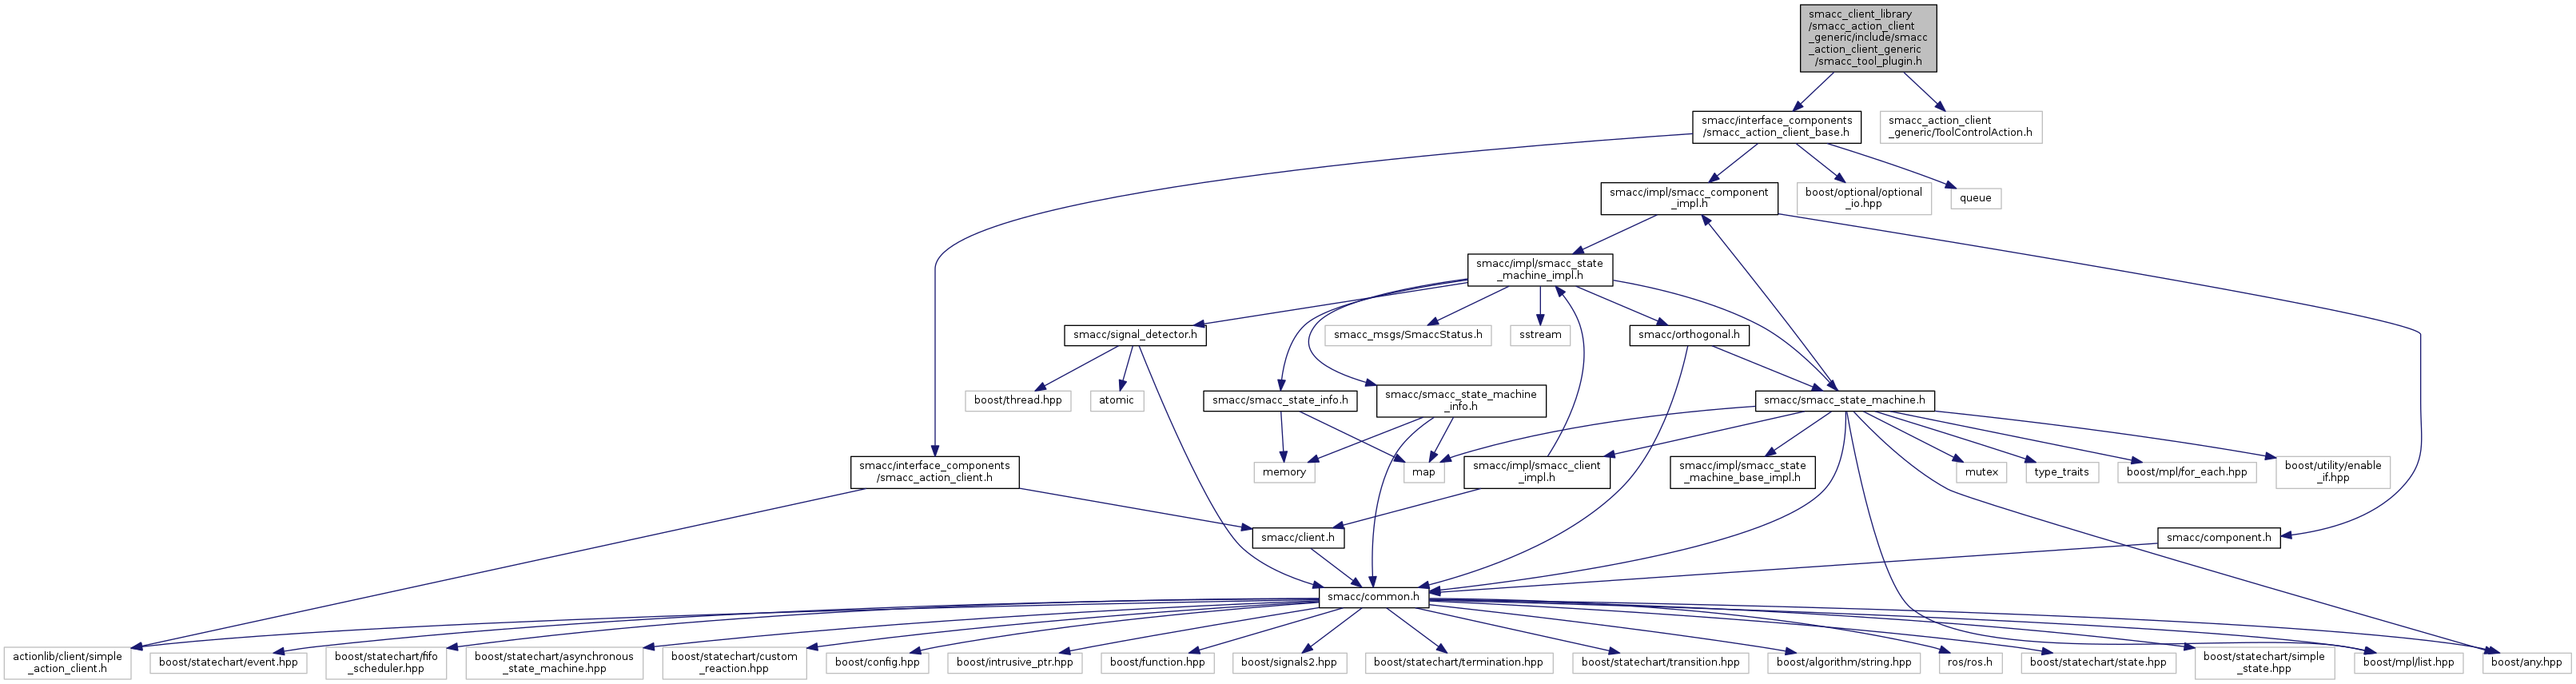 smacc_client_library
/smacc_action_client
_generic/include/smacc
_action_client_generic
/smacc_tool_plugin.h
smacc/interface_components
/smacc_action_client_base.h
smacc_action_client
_generic/ToolControlAction.h
smacc/impl/smacc_component
_impl.h
boost/optional/optional
_io.hpp
queue
smacc/impl/smacc_state
_machine_impl.h
smacc/signal_detector.h
smacc_msgs/SmaccStatus.h
sstream
smacc/orthogonal.h
boost/thread.hpp
atomic
smacc/smacc_state_info.h
smacc/smacc_state_machine
_info.h
smacc/smacc_state_machine.h
smacc/interface_components
/smacc_action_client.h
memory
map
smacc/impl/smacc_client
_impl.h
smacc/impl/smacc_state
_machine_base_impl.h
mutex
type_traits
boost/mpl/for_each.hpp
boost/utility/enable
_if.hpp
smacc/client.h
smacc/component.h
smacc/common.h
actionlib/client/simple
_action_client.h
boost/statechart/event.hpp
boost/statechart/fifo
_scheduler.hpp
boost/statechart/asynchronous
_state_machine.hpp
boost/statechart/custom
_reaction.hpp
boost/config.hpp
boost/intrusive_ptr.hpp
boost/function.hpp
boost/signals2.hpp
boost/statechart/termination.hpp
boost/statechart/transition.hpp
boost/algorithm/string.hpp
ros/ros.h
boost/statechart/state.hpp
boost/statechart/simple
_state.hpp
boost/mpl/list.hpp
boost/any.hpp